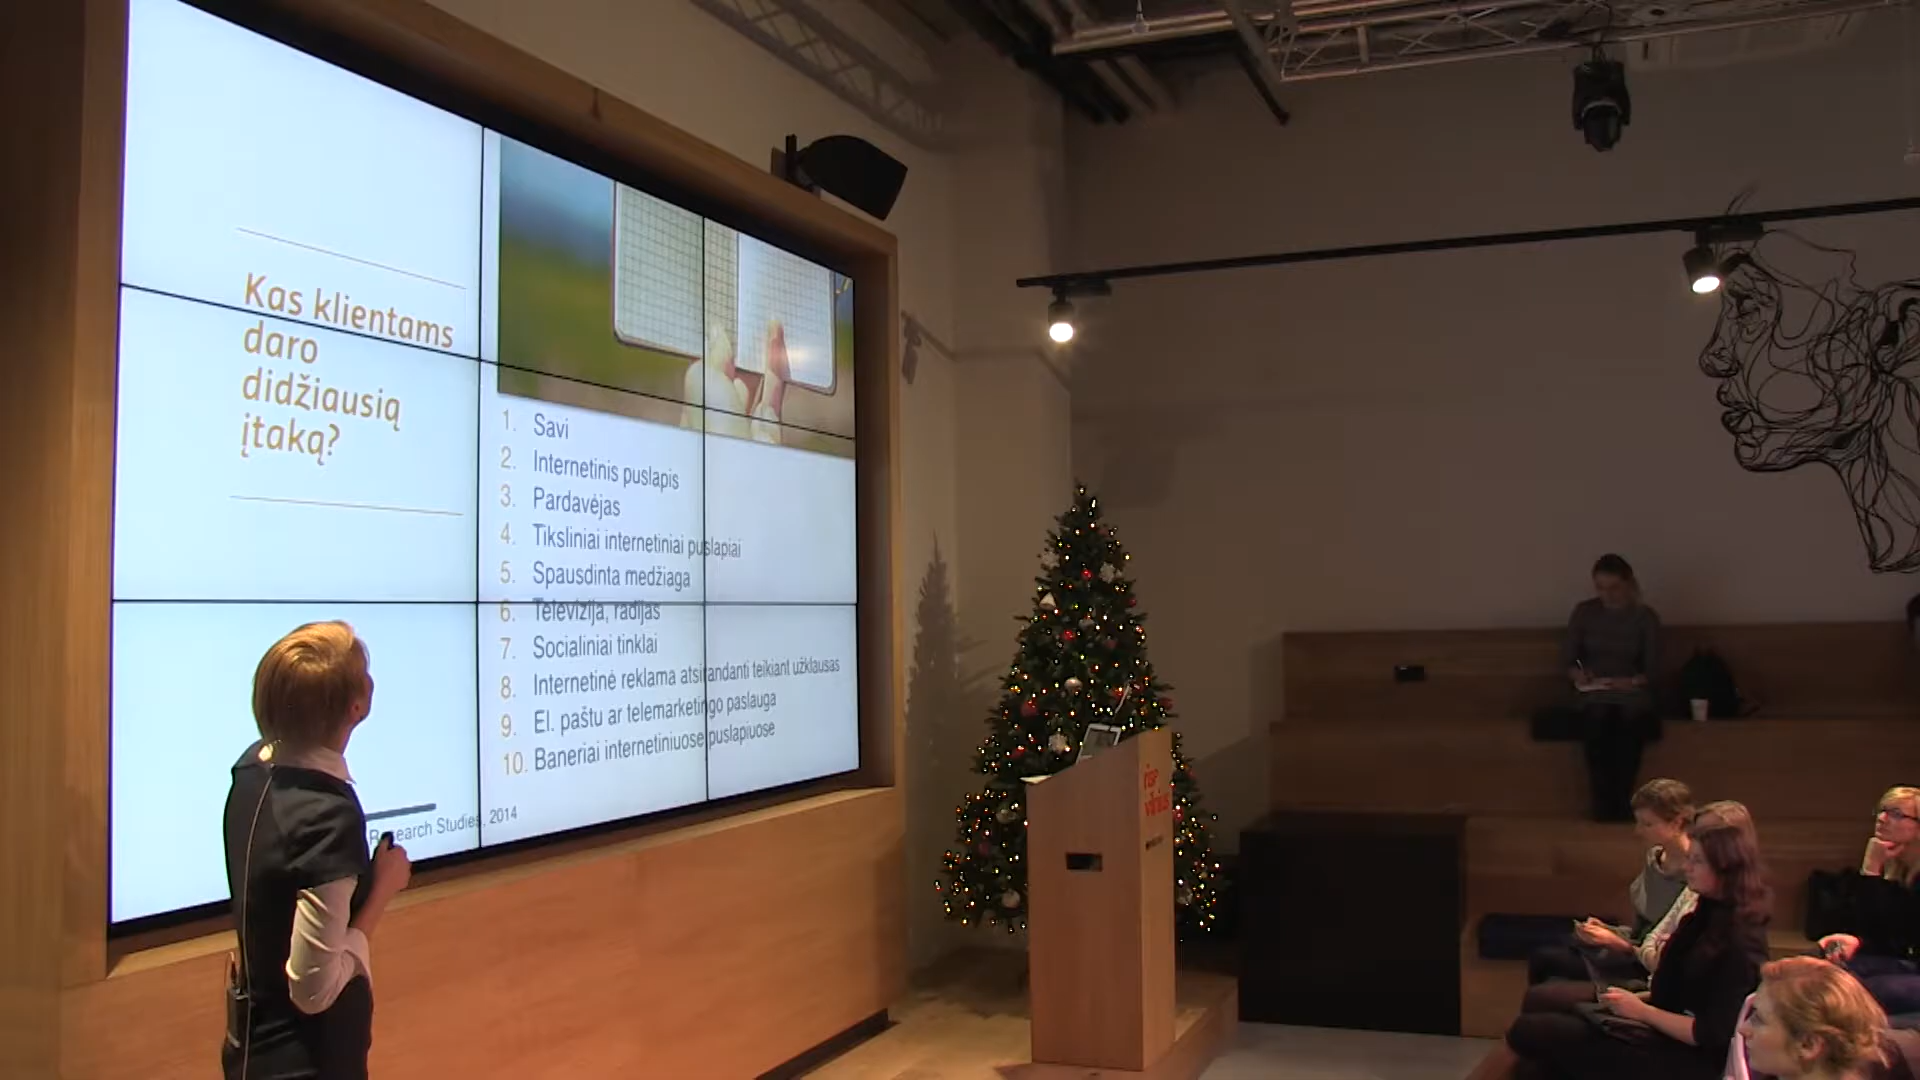 Kas klientams
daro
didžiausią
įtaką?
1. Savi
2. Internetinis puslapis
3. Pardavėjas
4. Tiksliniai internetiniai puslapiai
5. Spausdinta medžiaga
6. Televizija, radijas
7. Socialiniai tinklai
8. Internetinė reklama atsirandanti teikiant užklausas
9. El. paštu ar telemarketingo paslauga
10. Baneriai internetiniuose puslapiuose
Research Studies, 2014
rise
vilnius